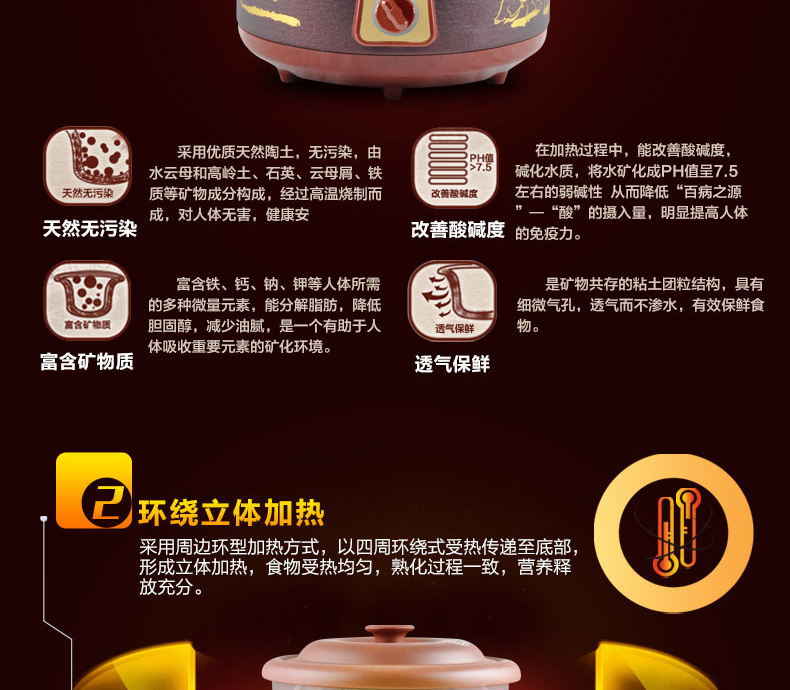 天然无污染
天然无污染
采用优质天然陶土，无污染，由
水云母和高岭土、石英、云母屑、铁
质等矿物成分构成，经过高温烧制而
成，对人体无害，健康安
PH值
>7.5
改善酸碱度
改善酸碱度
在加热过程中，能改善酸碱度，
碱化水质，将水矿化成PH值呈7.5
左右的弱碱性 从而降低“百病之源
”—“酸”的摄入量，明显提高人体
的免疫力。
富含矿物质
富含矿物质
富含铁、钙、钠、钾等人体所需
的多种微量元素，能分解脂肪，降低
胆固醇，减少油腻，是一个有助于人
体吸收重要元素的矿化环境。
透气保鲜
透气保鲜
是矿物共存的粘土团粒结构，具有
细微气孔，透气而不渗水，有效保鲜食
物。
2 环绕立体加热
采用周边环型加热方式，以四周环绕式受热传递至底部，
形成立体加热，食物受热均匀，熟化过程一致，营养释
放充分。